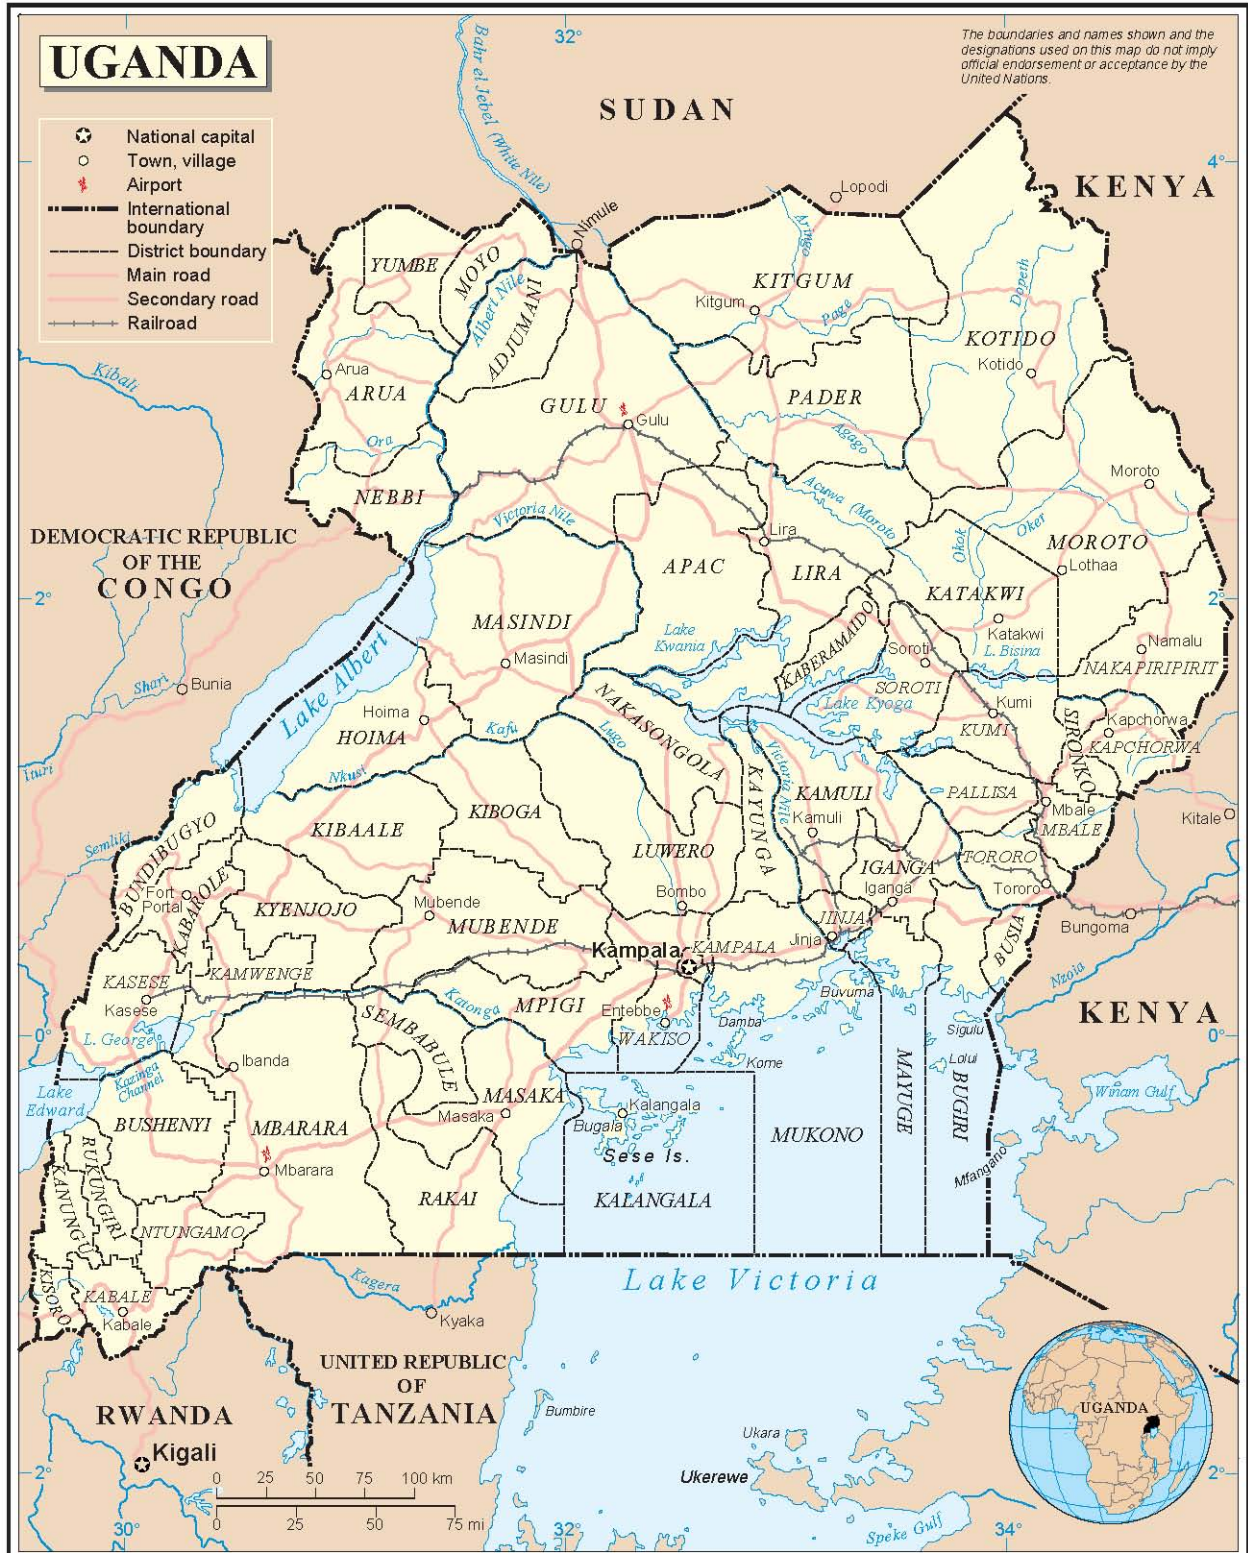 UGANDA
National capital
Town, village
Airport
International
boundary
District boundary
Main road
Secondary road
Railroad
The boundaries and names shown and the
designations used on this map do not imply
official endorsement or acceptance by the
United Nations.
32°
4°
Bahr el Jebel (White Nile)
SUDAN
KENYA
Lopodi
Nimule
Aringo
YUMBE
MOYO
Albert Nile
ADJUMANI
KITGUM
Kitgum
Page
Dopeth
KOTIDO
Kotido
Kibali
Arua
ARUA
GULU
Gulu
PADER
Agago
Ora
NEBBI
Moroto
Victoria Nile
Acuwa (Moroto)
Okok
Oker
MOROTO
Lothaa
DEMOCRATIC REPUBLIC
OF THE
CONGO
Lira
APAC
LIRA
KATAKWI
Katakwi
2°
2°
MASINDI
Masindi
Lake
Kwania
KABERAMAIDO
Soroti
L. Bisina
Namalu
NAKAPIRIPIRIT
Shari
Bunia
Lake Albert
SOROTI
Lake Kyoga
Kumi
KUMI
SIRONKO
Kapchorwa
KAPCHORWA
Hoima
HOIMA
Kafu
Lugo
NAKASONGOLA
Ituri
Nkusi
Victoria Nile
KAYUNGA
KAMULI
Kamuli
PALLISA
Mbale
MBALE
Kitale
KIBOGA
KIBAALE
Semliki
BUNDIBUGYO
LUWERO
IGANGA
Iganga
TORORO
Tororo
Fort
Portal
KABAROLE
KYENJOJO
Mubende
MUBENDE
Bombo
JINJA
Jinja
BUSIA
Bungoma
Nzoia
Kampala
KAMPALA
KASESE
Kasese
KAMWENGE
Katonga
MPIGI
Entebbe
WAKISO
Buvuma
Damba
Kome
Sigulu
Lolui
KENYA
0°
0°
L. George
Ibanda
SEMBABULE
Kazinga
Channel
Lake
Edward
BUSHENYI
MBARARA
Mbarara
MASAKA
Masaka
Kalangala
Bugala
Sese Is.
KALANGALA
MUKONO
MAYUGE
BUGIRI
Winam Gulf
Mfangano
RUKUNGIRI
KANUNGU
NTUNGAMO
RAKAI
KISORO
KABALE
Kabale
Kagera
Kyaka
Lake Victoria
UNITED REPUBLIC
OF
TANZANIA
RWANDA
Kigali
Bumbire
Ukara
Ukerewe
Speke Gulf
UGANDA
0 25 50 75 100 km
0 25 50 75 mi
2°
2°
30°
32°
34°